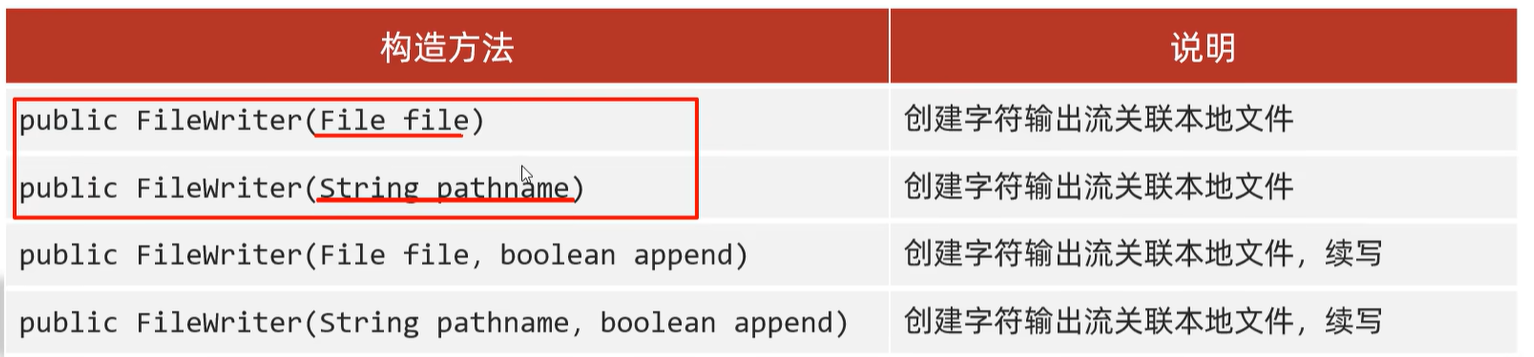 构造方法 说明
public FileWriter(File file) 创建字符输出流关联本地文件
public FileWriter(String pathname) 创建字符输出流关联本地文件
public FileWriter(File file, boolean append) 创建字符输出流关联本地文件，续写
public FileWriter(String pathname, boolean append) 创建字符输出流关联本地文件，续写